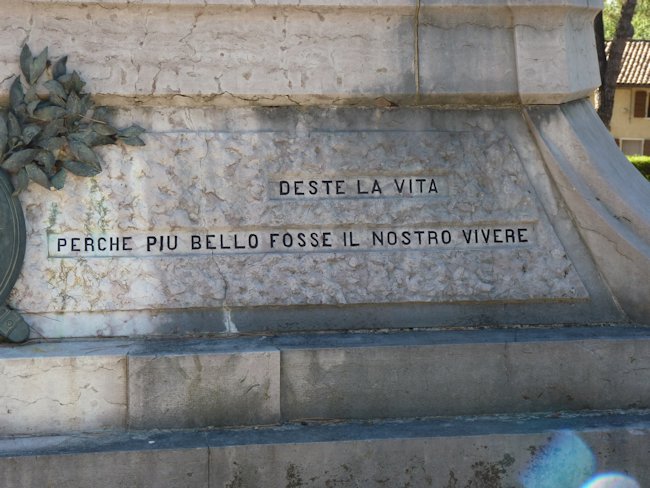 DESTE LA VITA
PERCHE PIU BELLO FOSSE IL NOSTRO VIVERE